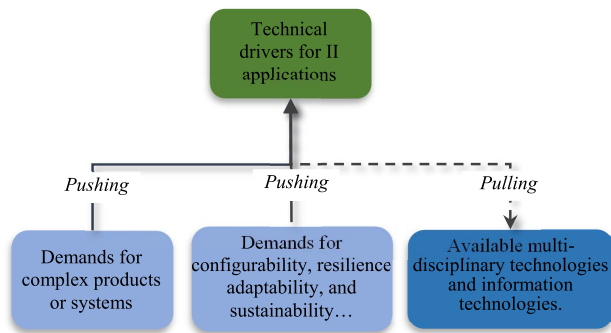 Technical
drivers for II
applications
Pushing
Pushing
Pulling
Demands for
complex products
or systems
Demands for
configurability, resilience
adaptability, and
sustainability…
Available multi-
disciplinary technologies
and information
technologies.